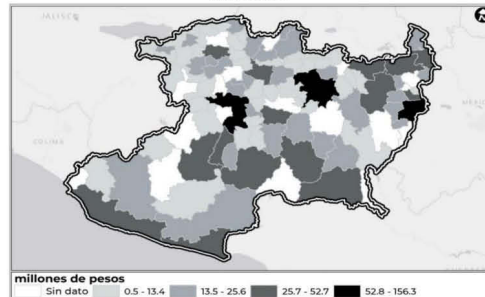 JALISCO
COLIMA
millones de pesos
Sin dato
0.5 - 13.4
13.5 - 25.6
25.7 - 52.7
52.8 - 156.3